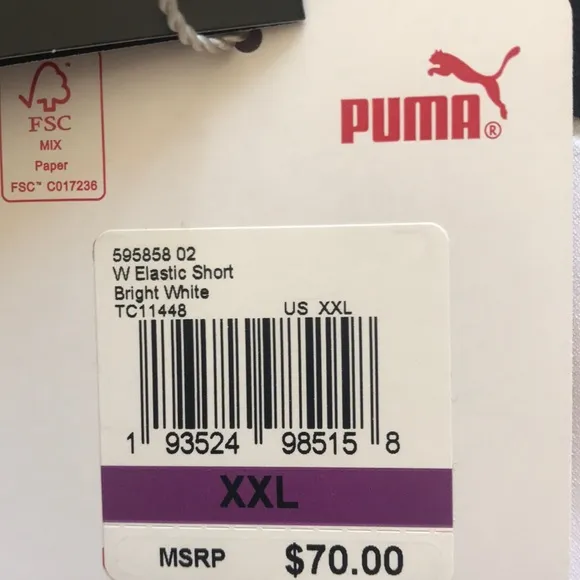 FSC
MIX
Paper
FSC™ C017236
PUMA®
595858 02
W Elastic Short
Bright White
TC11448 US XXL
1 93524 98515 8
XXL
MSRP $70.00